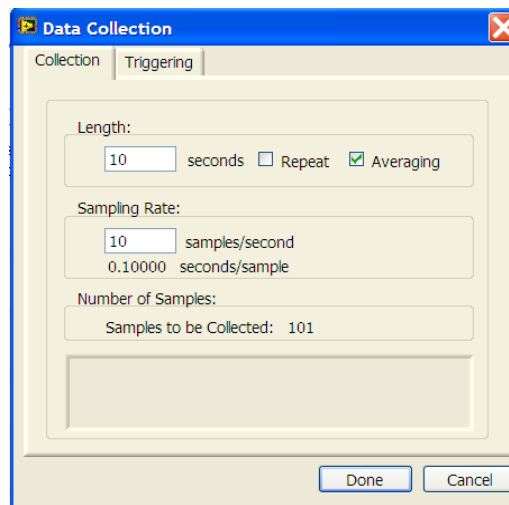 Data Collection
Collection Triggering
Length:
10 seconds Repeat Averaging
Sampling Rate:
10 samples/second
0.10000 seconds/sample
Number of Samples:
Samples to be Collected: 101
Done Cancel